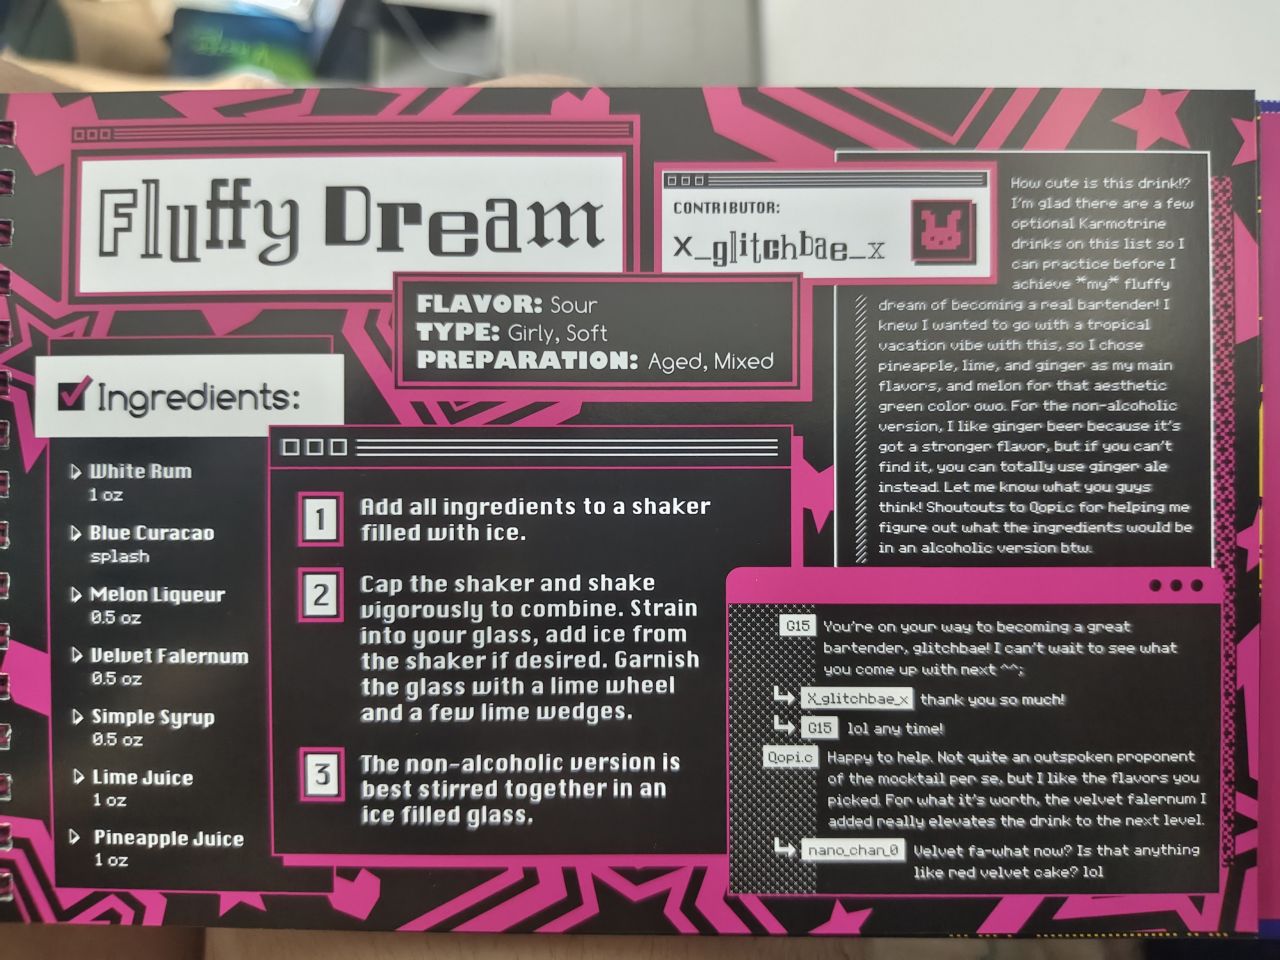 Fluffy Dream
CONTRIBUTOR:
X_glitchbae_x
FLAVOR: Sour
TYPE: Girly, Soft
PREPARATION: Aged, Mixed
Ingredients:
White Rum
1 oz
Blue Curacao
splash
Melon Liqueur
0.5 oz
Velvet Falernum
0.5 oz
Simple Syrup
0.5 oz
Lime Juice
1 oz
Pineapple Juice
1 oz
1
Add all ingredients to a shaker
filled with ice.
2
Cap the shaker and shake
vigorously to combine. Strain
into your glass, add ice from
the shaker if desired. Garnish
the glass with a lime wheel
and a few lime wedges.
3
The non-alcoholic version is
best stirred together in an
ice filled glass.
How cute is this drink!?
I'm glad there are a few
optional Karmotrine
drinks on this list so I
can practice before I
achieve *my* fluffy
dream of becoming a real bartender! I
knew I wanted to go with a tropical
vacation vibe with this, so I chose
pineapple, lime, and ginger as my main
flavors, and melon for that aesthetic
green color owo. For the non-alcoholic
version, I like ginger beer because it's
got a stronger flavor, but if you can't
find it, you can totally use ginger ale
instead. Let me know what you guys
think! Shoutouts to Qopi.c for helping me
figure out what the ingredients would be
in an alcoholic version btw.
G15 You're on your way to becoming a great
bartender, glitchbae! I can't wait to see what
you come up with next ^^;
X_glitchbae_x thank you so much!
G15 lol any time!
Qopi.c Happy to help. Not quite an outspoken proponent
of the mocktail per se, but I like the flavors you
picked. For what it's worth, the velvet falernum I
added really elevates the drink to the next level.
nano_chan_0 Velvet fa-what now? Is that anything
like red velvet cake? lol